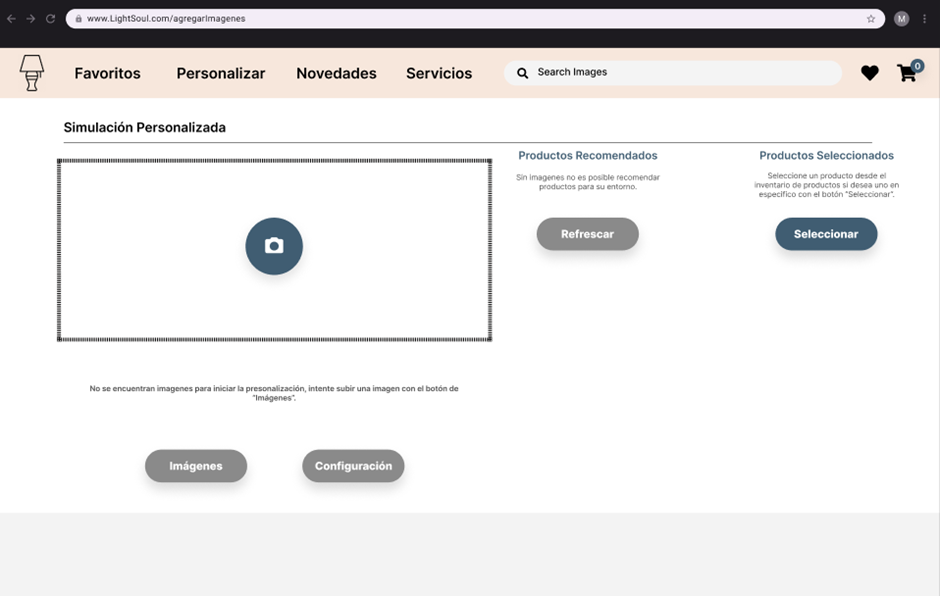 www.LightSoul.com/agregarImagenes
M
Favoritos Personalizar Novedades Servicios Search Images 0
Simulación Personalizada
Productos Recomendados
Sin imagenes no es posible recomendar
productos para su entorno.
Refrescar
Productos Seleccionados
Seleccione un producto desde el
inventario de productos si desea uno en
especifico con el botón "Seleccionar".
Seleccionar
No se encuentran imagenes para iniciar la presonalización, intente subir una imagen con el botón de
"Imágenes".
Imágenes Configuración